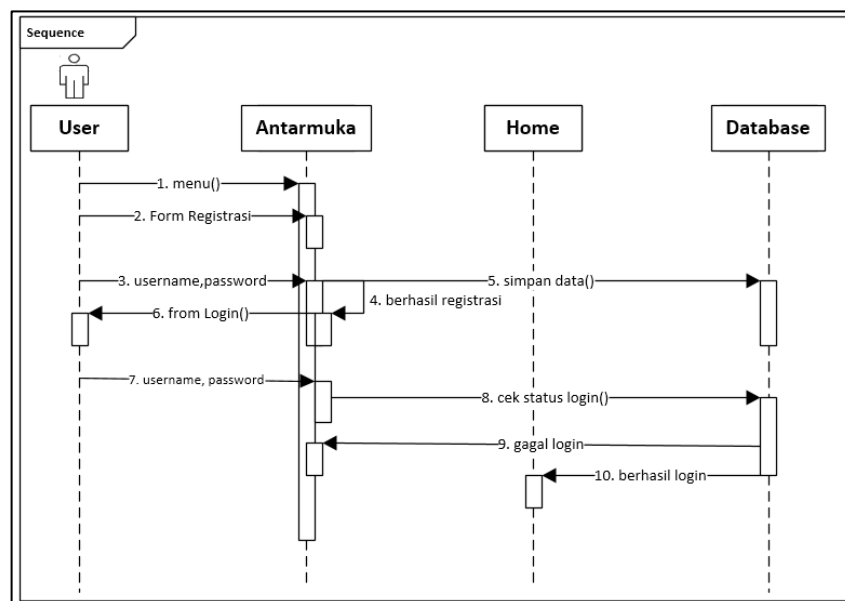 Sequence
User
Antarmuka
Home
Database
1. menu()
2. Form Registrasi
3. username,password
5. simpan data()
4. berhasil registrasi
6. from Login()
7. username, password
8. cek status login()
9. gagal login
10. berhasil login